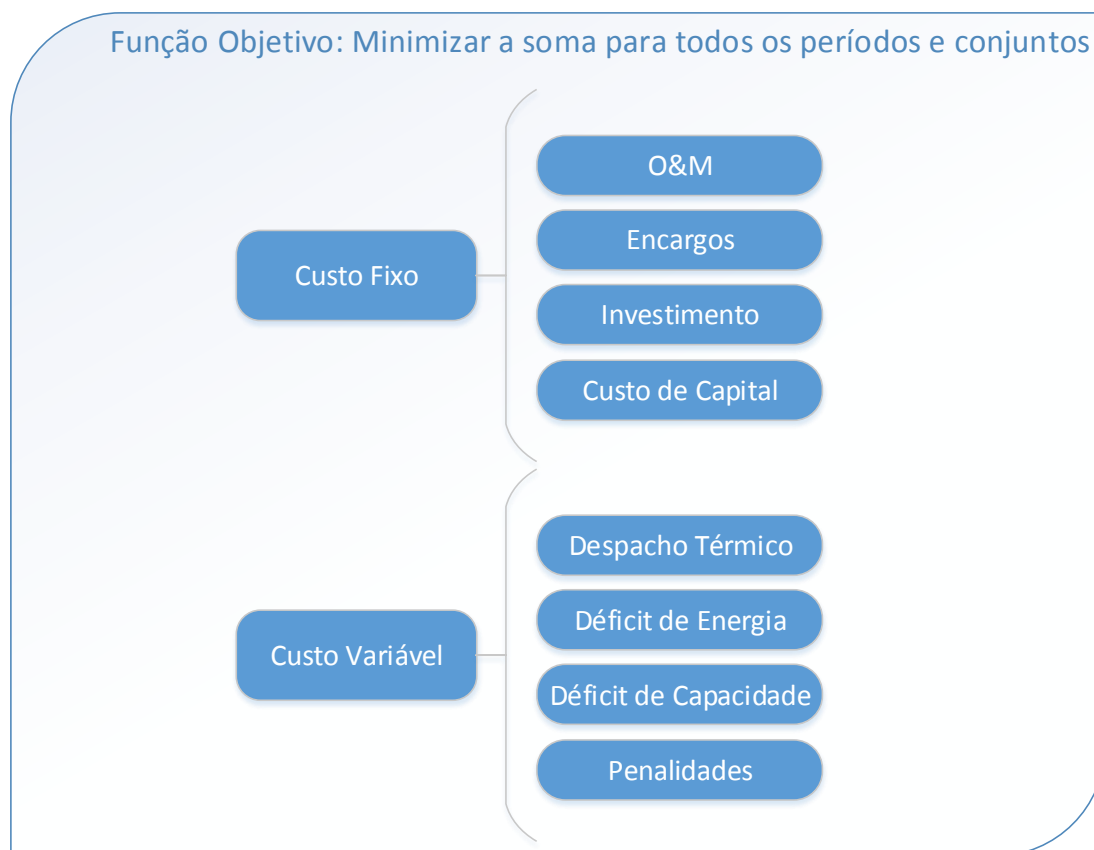 Função Objetivo: Minimizar a soma para todos os períodos e conjuntos
Custo Fixo
O&M
Encargos
Investimento
Custo de Capital
Custo Variável
Despacho Térmico
Déficit de Energia
Déficit de Capacidade
Penalidades